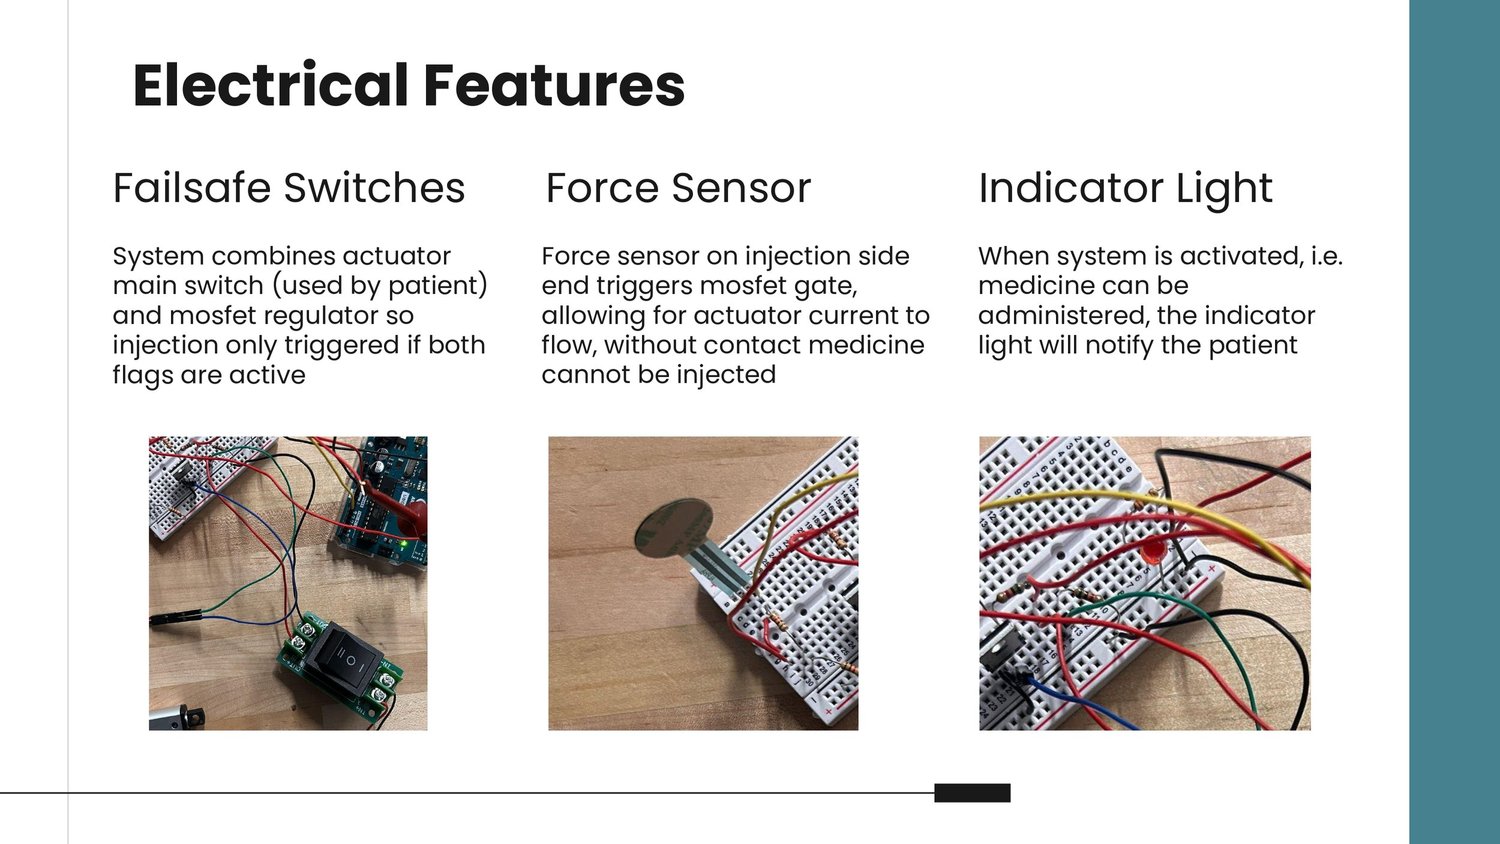 Electrical Features
Failsafe Switches
System combines actuator
main switch (used by patient)
and mosfet regulator so
injection only triggered if both
flags are active
Force Sensor
Force sensor on injection side
end triggers mosfet gate,
allowing for actuator current to
flow, without contact medicine
cannot be injected
Indicator Light
When system is activated, i.e.
medicine can be
administered, the indicator
light will notify the patient